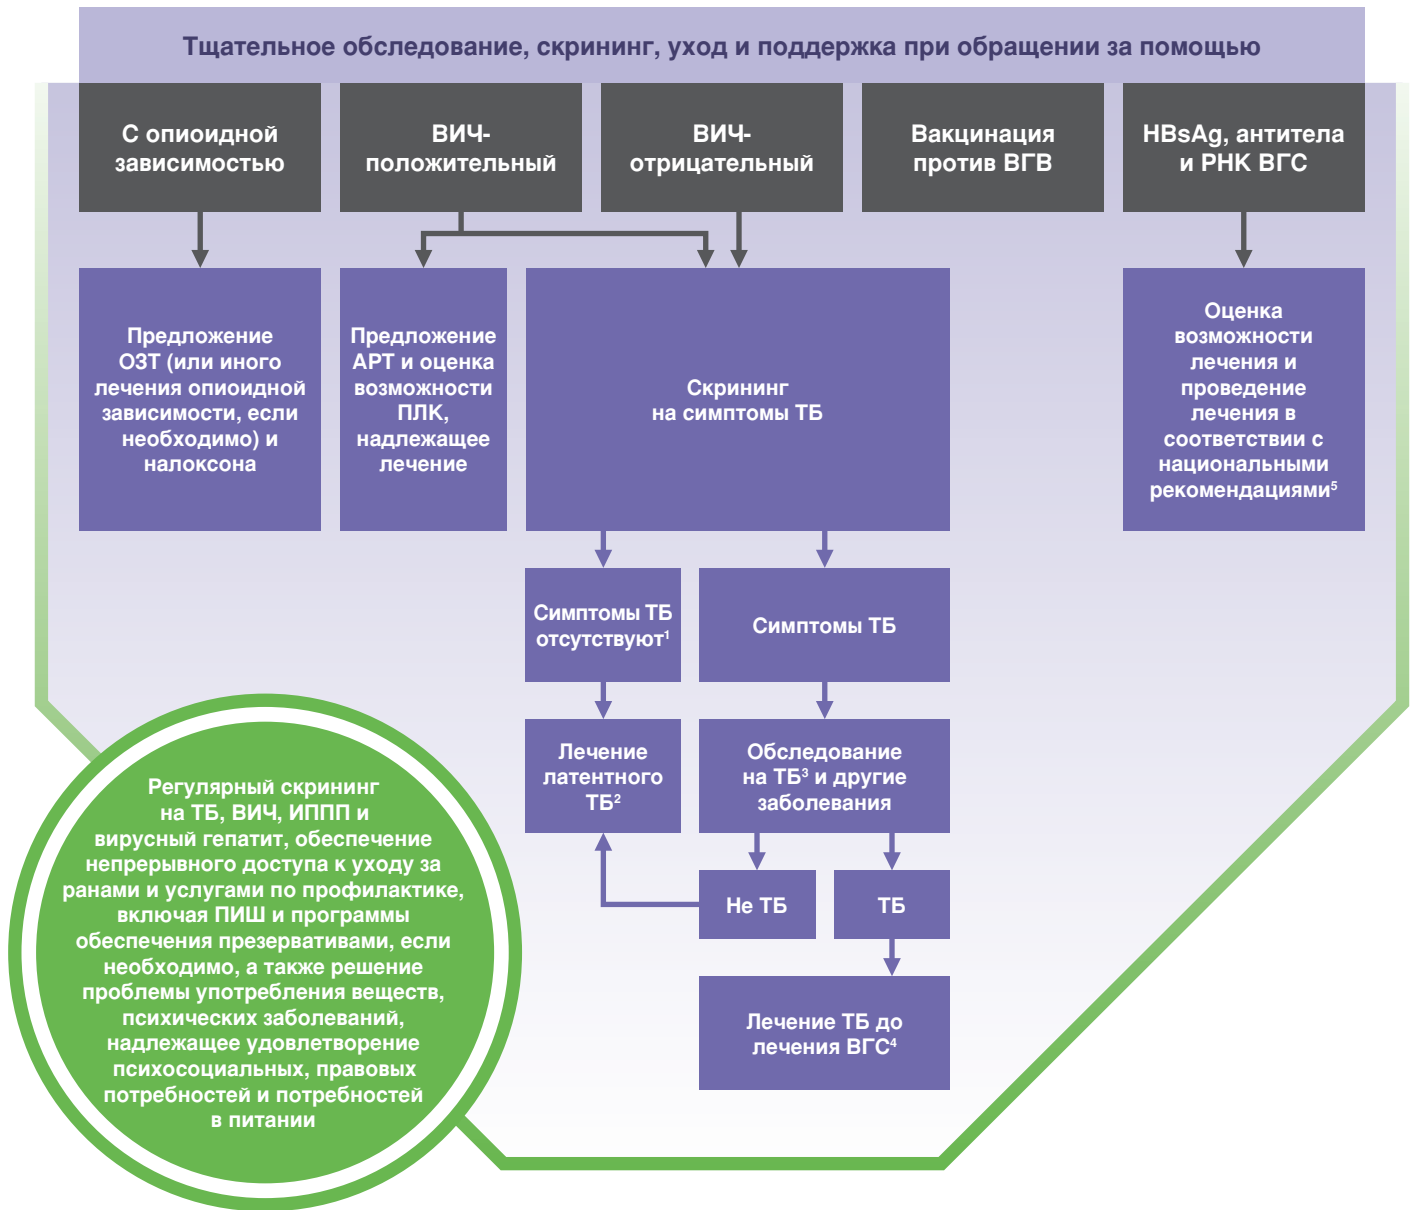 Тщательное обследование, скрининг, уход и поддержка при обращении за помощью
С опиоидной
зависимостью
ВИЧ-
положительный
ВИЧ-
отрицательный
Вакцинация
против ВГВ
HBsAg, антитела
и РНК ВГС
Предложение
ОЗТ (или иного
лечения опиоидной
зависимости, если
необходимо) и
налоксона
Предложение
АРТ и оценка
возможности
ПЛК,
надлежащее
лечение
Скрининг
на симптомы ТБ
Оценка
возможности
лечения и
проведение
лечения в
соответствии с
национальными
рекомендациями⁵
Симптомы ТБ
отсутствуют¹
Симптомы ТБ
Лечение
латентного
ТБ²
Обследование
на ТБ³ и другие
заболевания
Не ТБ
ТБ
Лечение ТБ до
лечения ВГС⁴
Регулярный скрининг
на ТБ, ВИЧ, ИППП и
вирусный гепатит, обеспечение
непрерывного доступа к уходу за
ранами и услугами по профилактике,
включая ПИШ и программы
обеспечения презервативами, если
необходимо, а также решение
проблемы употребления веществ,
психических заболеваний,
надлежащее удовлетворение
психосоциальных, правовых
потребностей и потребностей
в питании